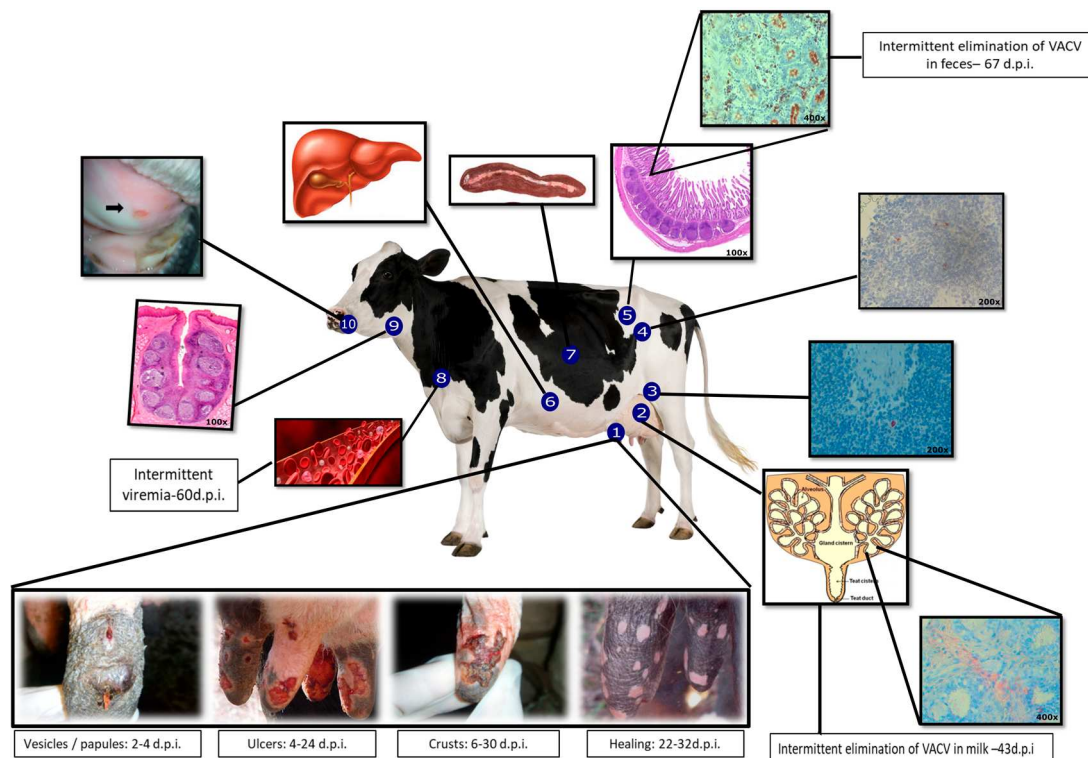 Intermittent elimination of VACV
in feces– 67 d.p.i.
400x
100x
200x
10
9
5
4
7
8
6
3
2
1
100x
200x
Intermittent
viremia-60d.p.i.
Alveolus
Gland cistern
Teat cistern
Teat duct
400x
Vesicles / papules: 2-4 d.p.i.
Ulcers: 4-24 d.p.i.
Crusts: 6-30 d.p.i.
Healing: 22-32d.p.i.
Intermittent elimination of VACV in milk –43d.p.i